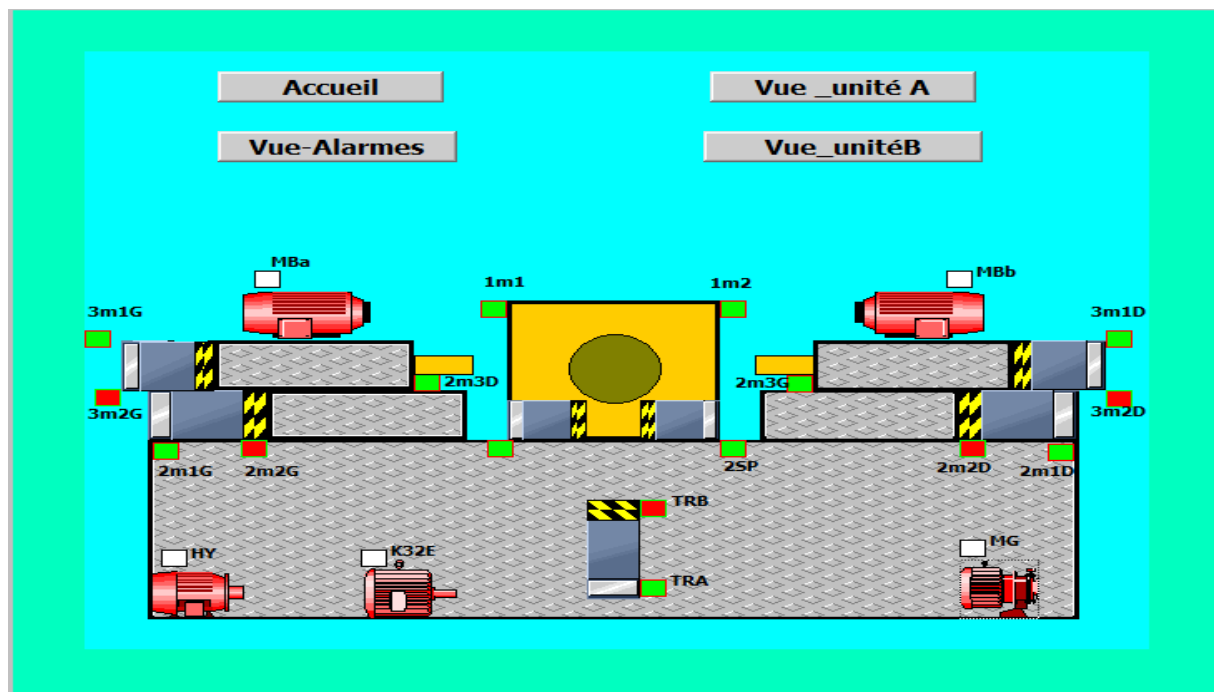 Accueil
Vue _unité A
Vue-Alarmes
Vue_unitéB
MBa
MBb
1m1
1m2
3m1G
3m1D
2m3D
2m3G
3m2G
3m2D
2m1G
2m2G
2SP
2m2D
2m1D
TRB
HY
K32E
MG
TRA